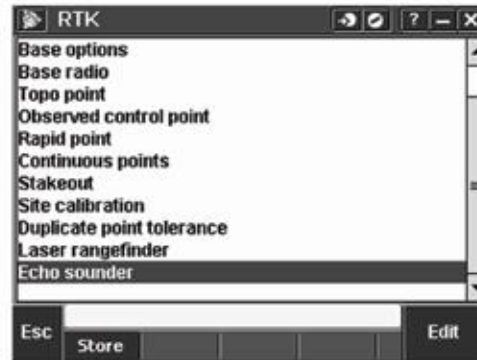 RTK
?
Base options
Base radio
Topo point
Observed control point
Rapid point
Continuous points
Stakeout
Site calibration
Duplicate point tolerance
Laser rangefinder
Echo sounder
Esc
Edit
Store